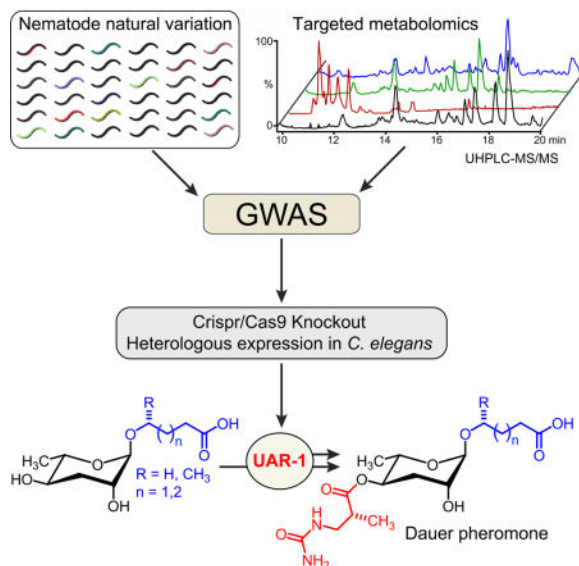 Nematode natural variation
Targeted metabolomics
100
%
0
10 12 14 16 18 20 min
UHPLC-MS/MS
GWAS
Crispr/Cas9 Knockout
Heterologous expression in C. elegans
R
O
( )n
OH
O
H₃C
O
HO
OH
R = H, CH₃
n = 1,2
UAR-1
R
O
( )n
OH
O
H₃C
O
O
OH
O
CH₃
HN
O
NH₂
Dauer pheromone